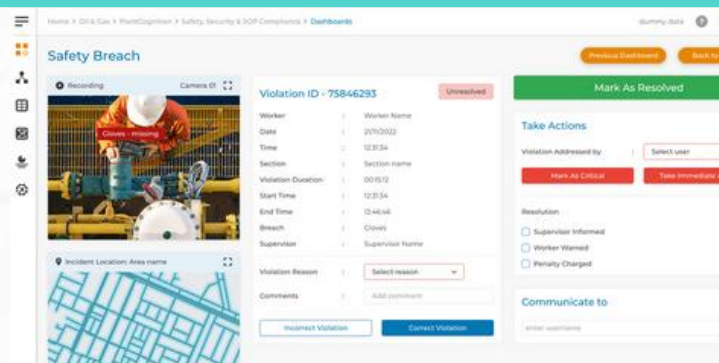 Home > Oil & Gas > PlantCognition > Safety, Security & SOP Compliance > Dashboards
dummy data
?
Safety Breach
Previous Dashboard
Back to
Recording
Camera 01
Gloves - missing
Incident Location: Area name
Violation ID - 75846293
Unresolved
Worker : Worker Name
Date : 21/11/2022
Time : 12:31:34
Section : Section name
Violation Duration : 00:15:12
Start Time : 12:31:34
End Time : 12:46:46
Breach : Gloves
Supervisor : Supervisor Name
Violation Reason : Select reason
Comments : Add comment
Incorrect Violation
Correct Violation
Mark As Resolved
Take Actions
Violation Addressed by : Select user
Mark As Critical
Take Immediate
Resolution
Supervisor Informed
Worker Warned
Penalty Charged
Communicate to
enter username